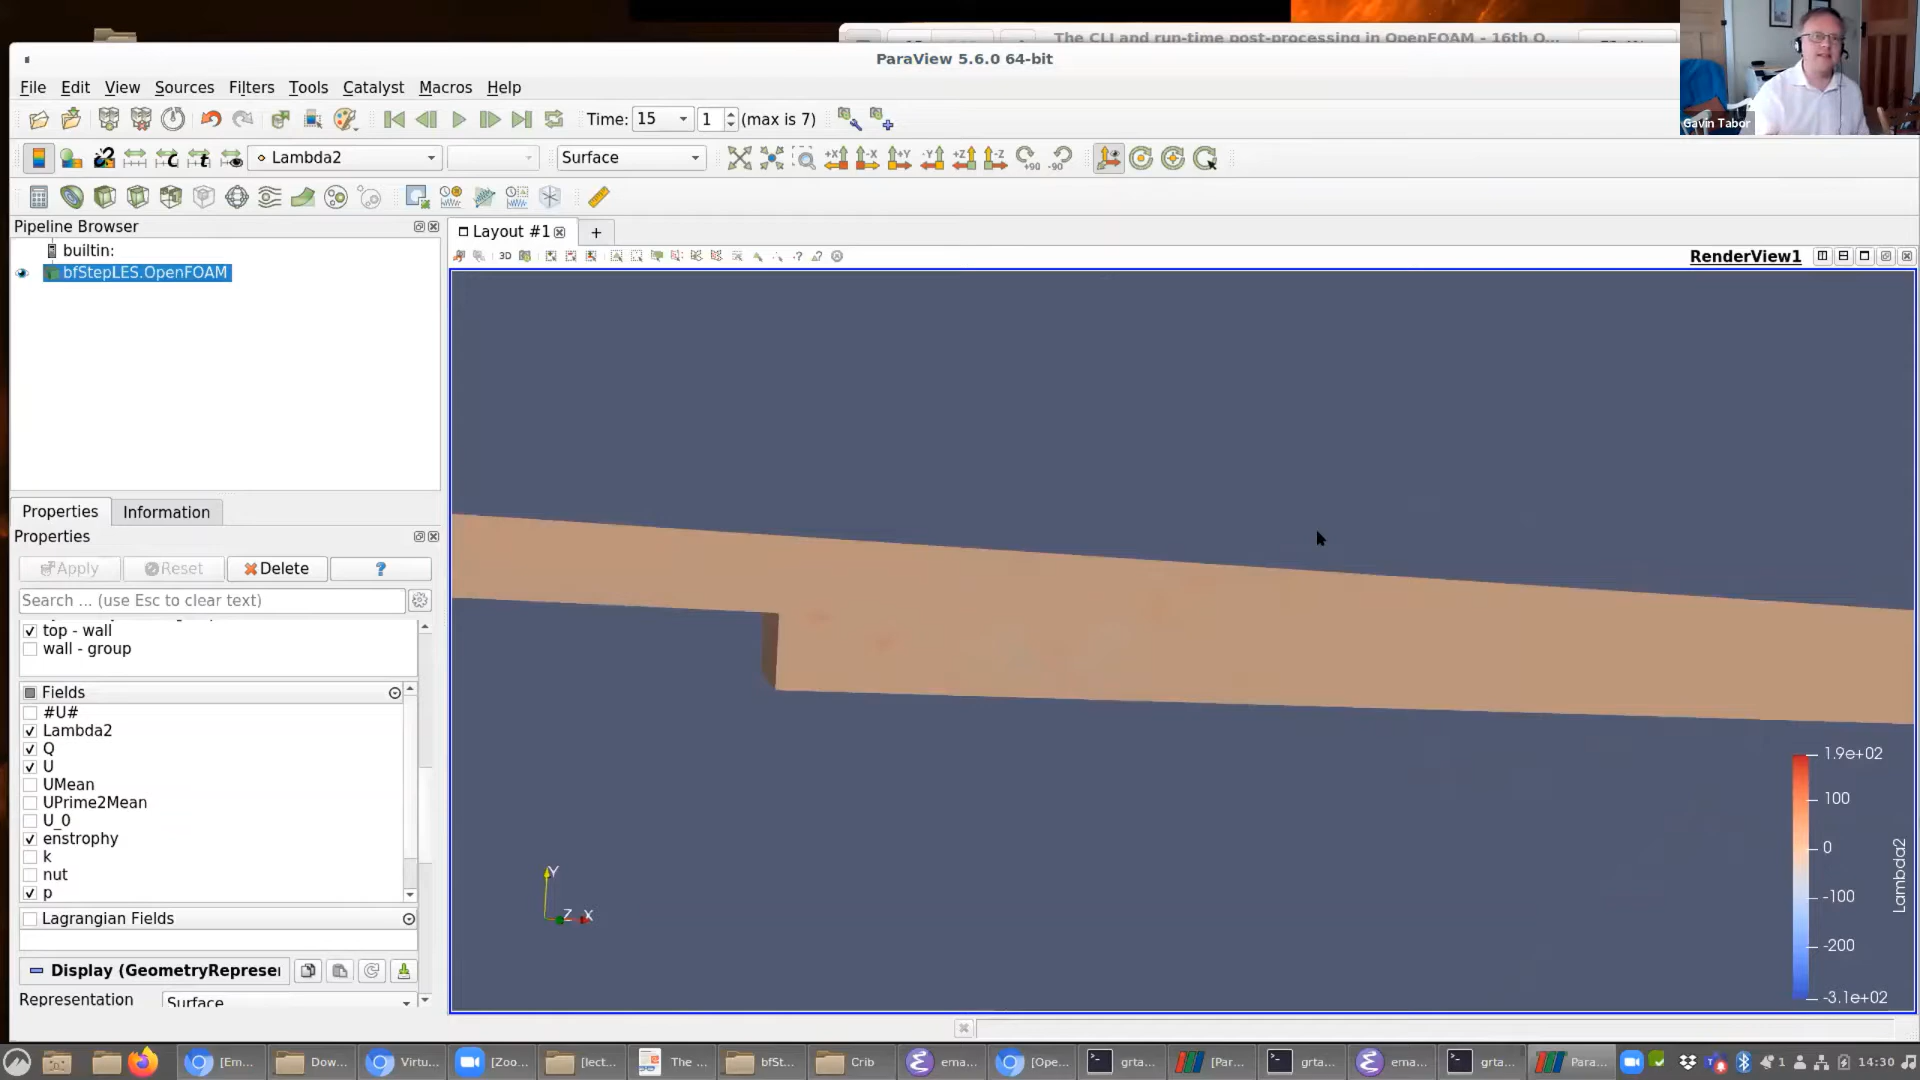 The CLI and run-time post-processing in OpenFOAM - 16th O...
ParaView 5.6.0 64-bit
File Edit View Sources Filters Tools Catalyst Macros Help
Time: 15 1 (max is 7)
Gavin Tabor
Lambda2 Surface +X -X +Y -Y +Z -Z +90 -90
Pipeline Browser
Layout #1 +
builtin:
3D
RenderView1
bfStepLES.OpenFOAM
Properties Information
Properties
Apply Reset Delete ?
Search ... (use Esc to clear text)
top - wall
wall - group
Fields
#U#
Lambda2
Q
U
UMean
UPrime2Mean
U_0
enstrophy
k
nut
p
Lagrangian Fields
Display (GeometryReprese
Representation Surface
1.9e+02
100
0
-100
-200
-3.1e+02
Lambda2
Y
Z X
[Em... Dow... Virtu... [Zoo... [lect... The ... bfSt... Crib ema... [Ope... grta... [Par... grta... ema... grta... Para... 1 14:30